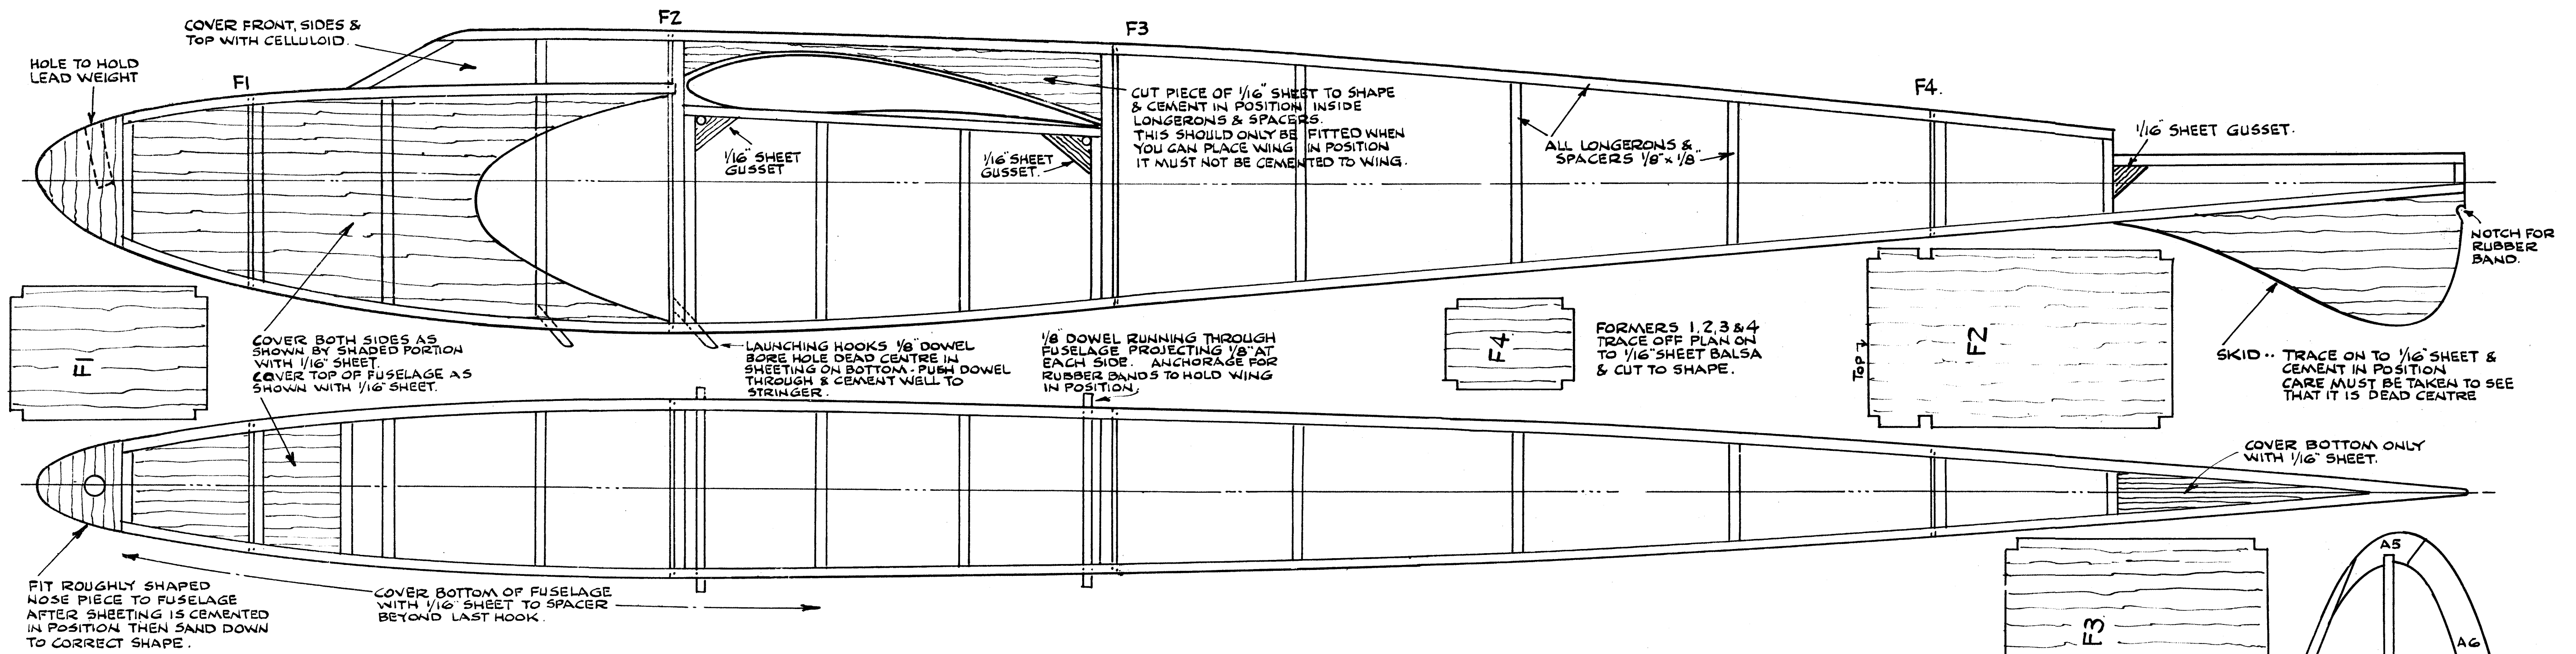 COVER FRONT, SIDES &
TOP WITH CELLULOID.
HOLE TO HOLD
LEAD WEIGHT
F1
F2
F3
F4.
CUT PIECE OF 1/16" SHEET TO SHAPE
& CEMENT IN POSITION INSIDE
LONGERONS & SPACERS.
THIS SHOULD ONLY BE FITTED WHEN
YOU CAN PLACE WING IN POSITION
IT MUST NOT BE CEMENTED TO WING.
1/16" SHEET
GUSSET
1/16" SHEET
GUSSET.
ALL LONGERONS &
SPACERS 1/8" x 1/8"
1/16" SHEET GUSSET.
NOTCH FOR
RUBBER
BAND.
F1
COVER BOTH SIDES AS
SHOWN BY SHADED PORTION
WITH 1/16" SHEET.
COVER TOP OF FUSELAGE AS
SHOWN WITH 1/16" SHEET.
LAUNCHING HOOKS 1/8" DOWEL
BORE HOLE DEAD CENTRE IN
SHEETING ON BOTTOM - PUSH DOWEL
THROUGH & CEMENT WELL TO
STRINGER.
1/8" DOWEL RUNNING THROUGH
FUSELAGE PROJECTING 1/8" AT
EACH SIDE. ANCHORAGE FOR
RUBBER BANDS TO HOLD WING
IN POSITION.
F4
FORMERS 1, 2, 3 & 4
TRACE OFF PLAN ON
TO 1/16" SHEET BALSA
& CUT TO SHAPE.
TOP
F2
SKID .. TRACE ON TO 1/16" SHEET &
CEMENT IN POSITION
CARE MUST BE TAKEN TO SEE
THAT IT IS DEAD CENTRE
COVER BOTTOM ONLY
WITH 1/16" SHEET.
FIT ROUGHLY SHAPED
NOSE PIECE TO FUSELAGE
AFTER SHEETING IS CEMENTED
IN POSITION THEN SAND DOWN
TO CORRECT SHAPE.
COVER BOTTOM OF FUSELAGE
WITH 1/16" SHEET TO SPACER
BEYOND LAST HOOK.
F3
A5
A6